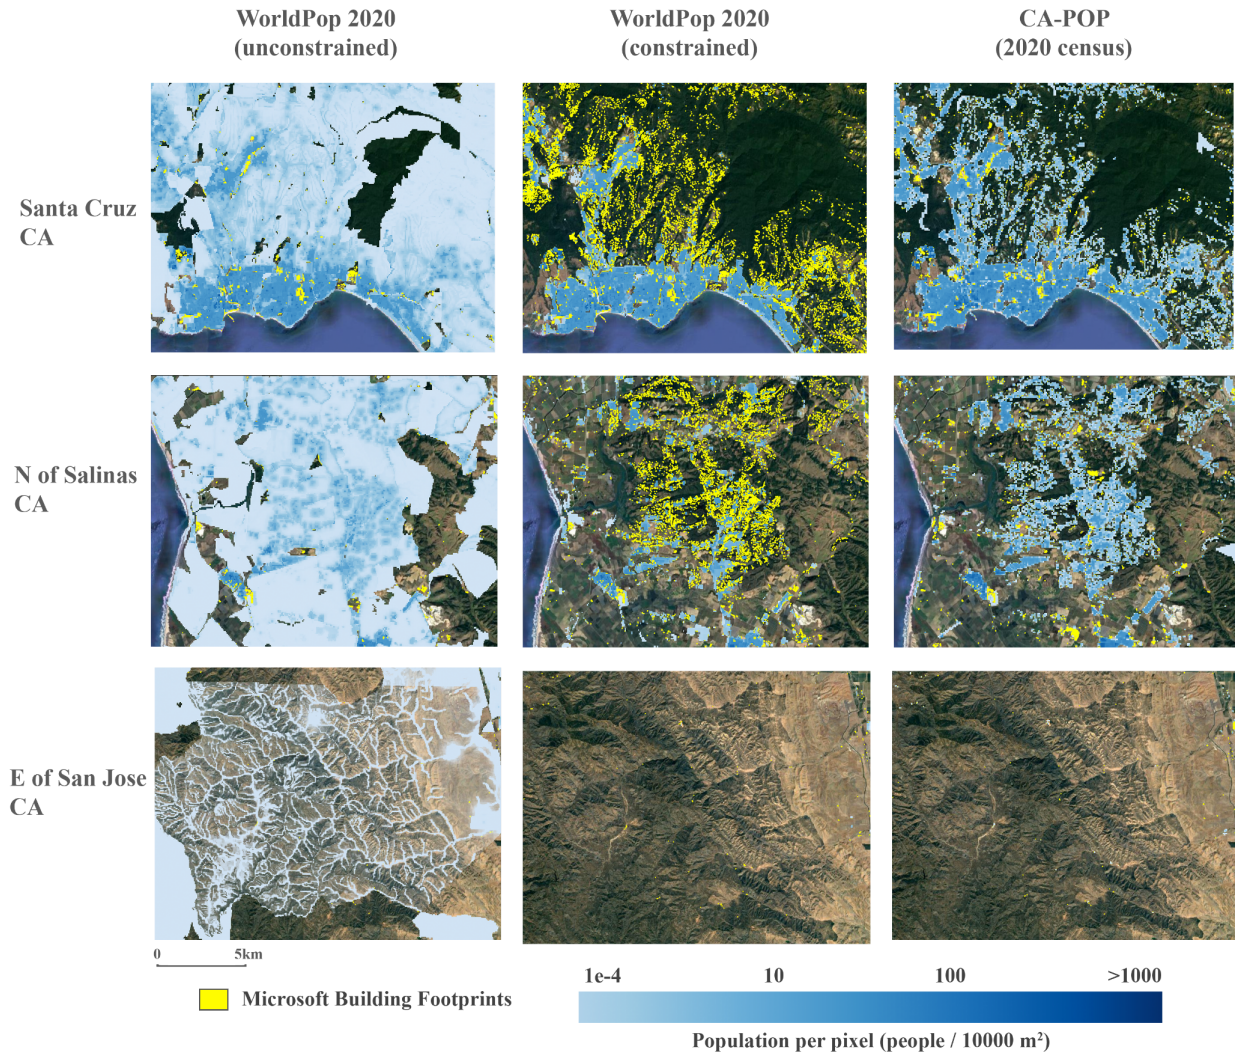 WorldPop 2020
(unconstrained)
WorldPop 2020
(constrained)
CA-POP
(2020 census)
Santa Cruz
CA
N of Salinas
CA
E of San Jose
CA
0 5km
Microsoft Building Footprints
1e-4 10 100 >1000
Population per pixel (people / 10000 m²)